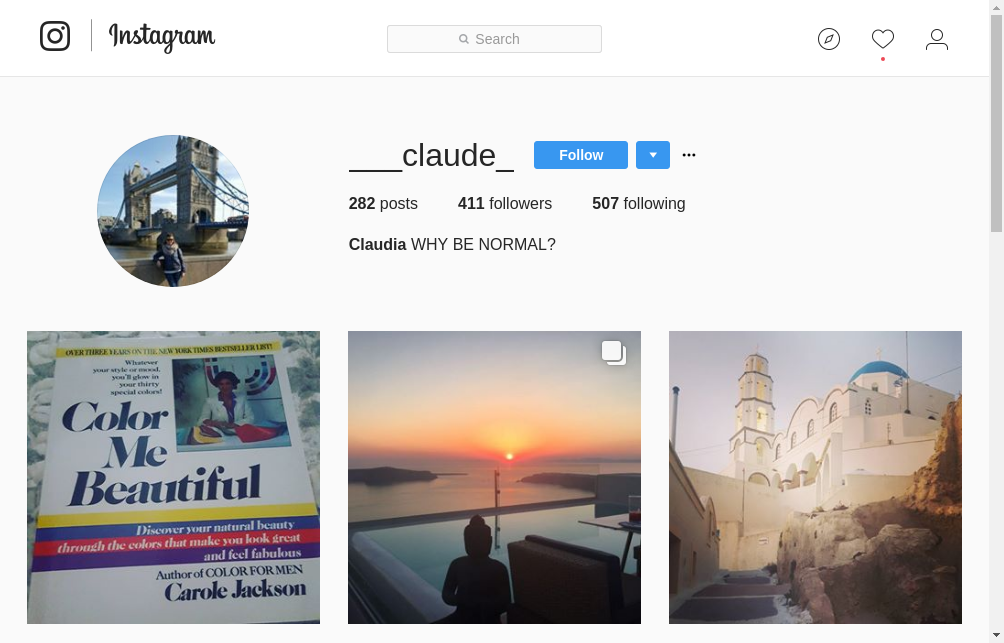 Instagram
Search
___claude_
Follow
282 posts
411 followers
507 following
Claudia WHY BE NORMAL?
OVER THREE YEARS ON THE NEW YORK TIMES BESTSELLER LIST!
Whatever
your style or mood,
you'll glow in
your thirty
special colors!
Color
Me
Beautiful
Discover your natural beauty
through the colors that make you look great
and feel fabulous
Author of COLOR FOR MEN
Carole Jackson